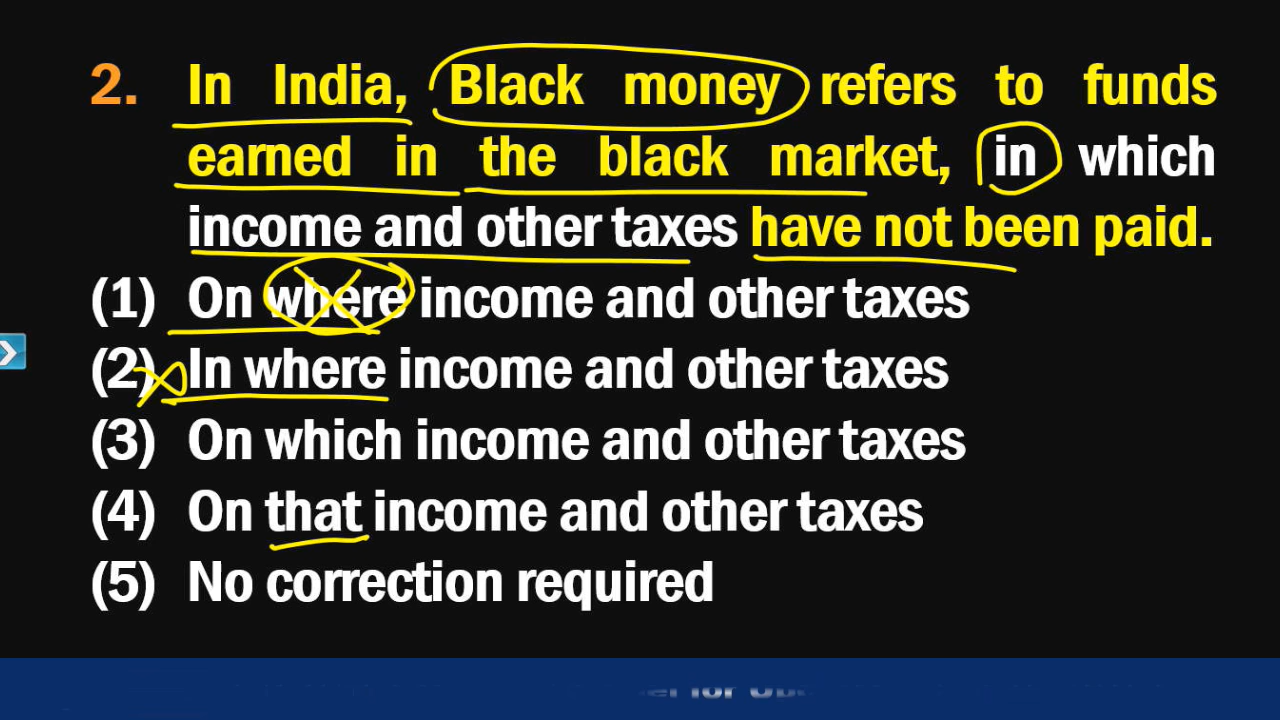 2. In India, Black money refers to funds
earned in the black market, in which
income and other taxes have not been paid.
(1) On where income and other taxes
(2) In where income and other taxes
(3) On which income and other taxes
(4) On that income and other taxes
(5) No correction required
for